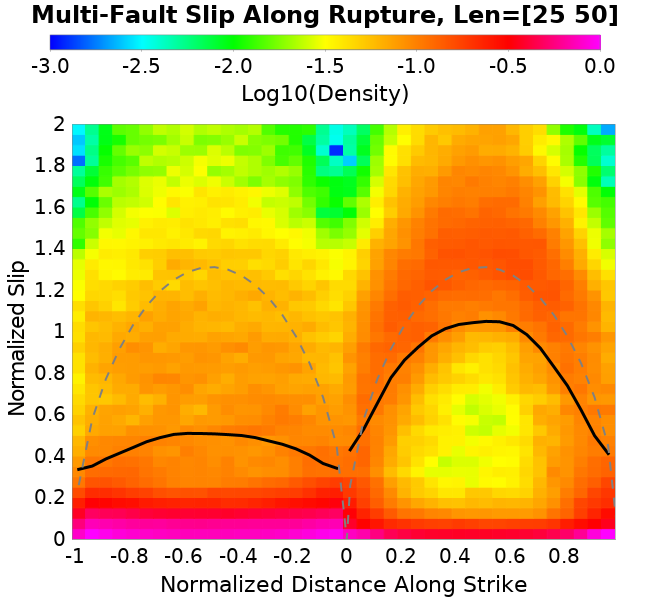 Multi-Fault Slip Along Rupture, Len=[25 50]
-3.0 -2.5 -2.0 -1.5 -1.0 -0.5 0.0
Log10(Density)
2
1.8
1.6
1.4
1.2
1
0.8
0.6
0.4
0.2
0
Normalized Slip
-1 -0.8 -0.6 -0.4 -0.2 0 0.2 0.4 0.6 0.8
Normalized Distance Along Strike